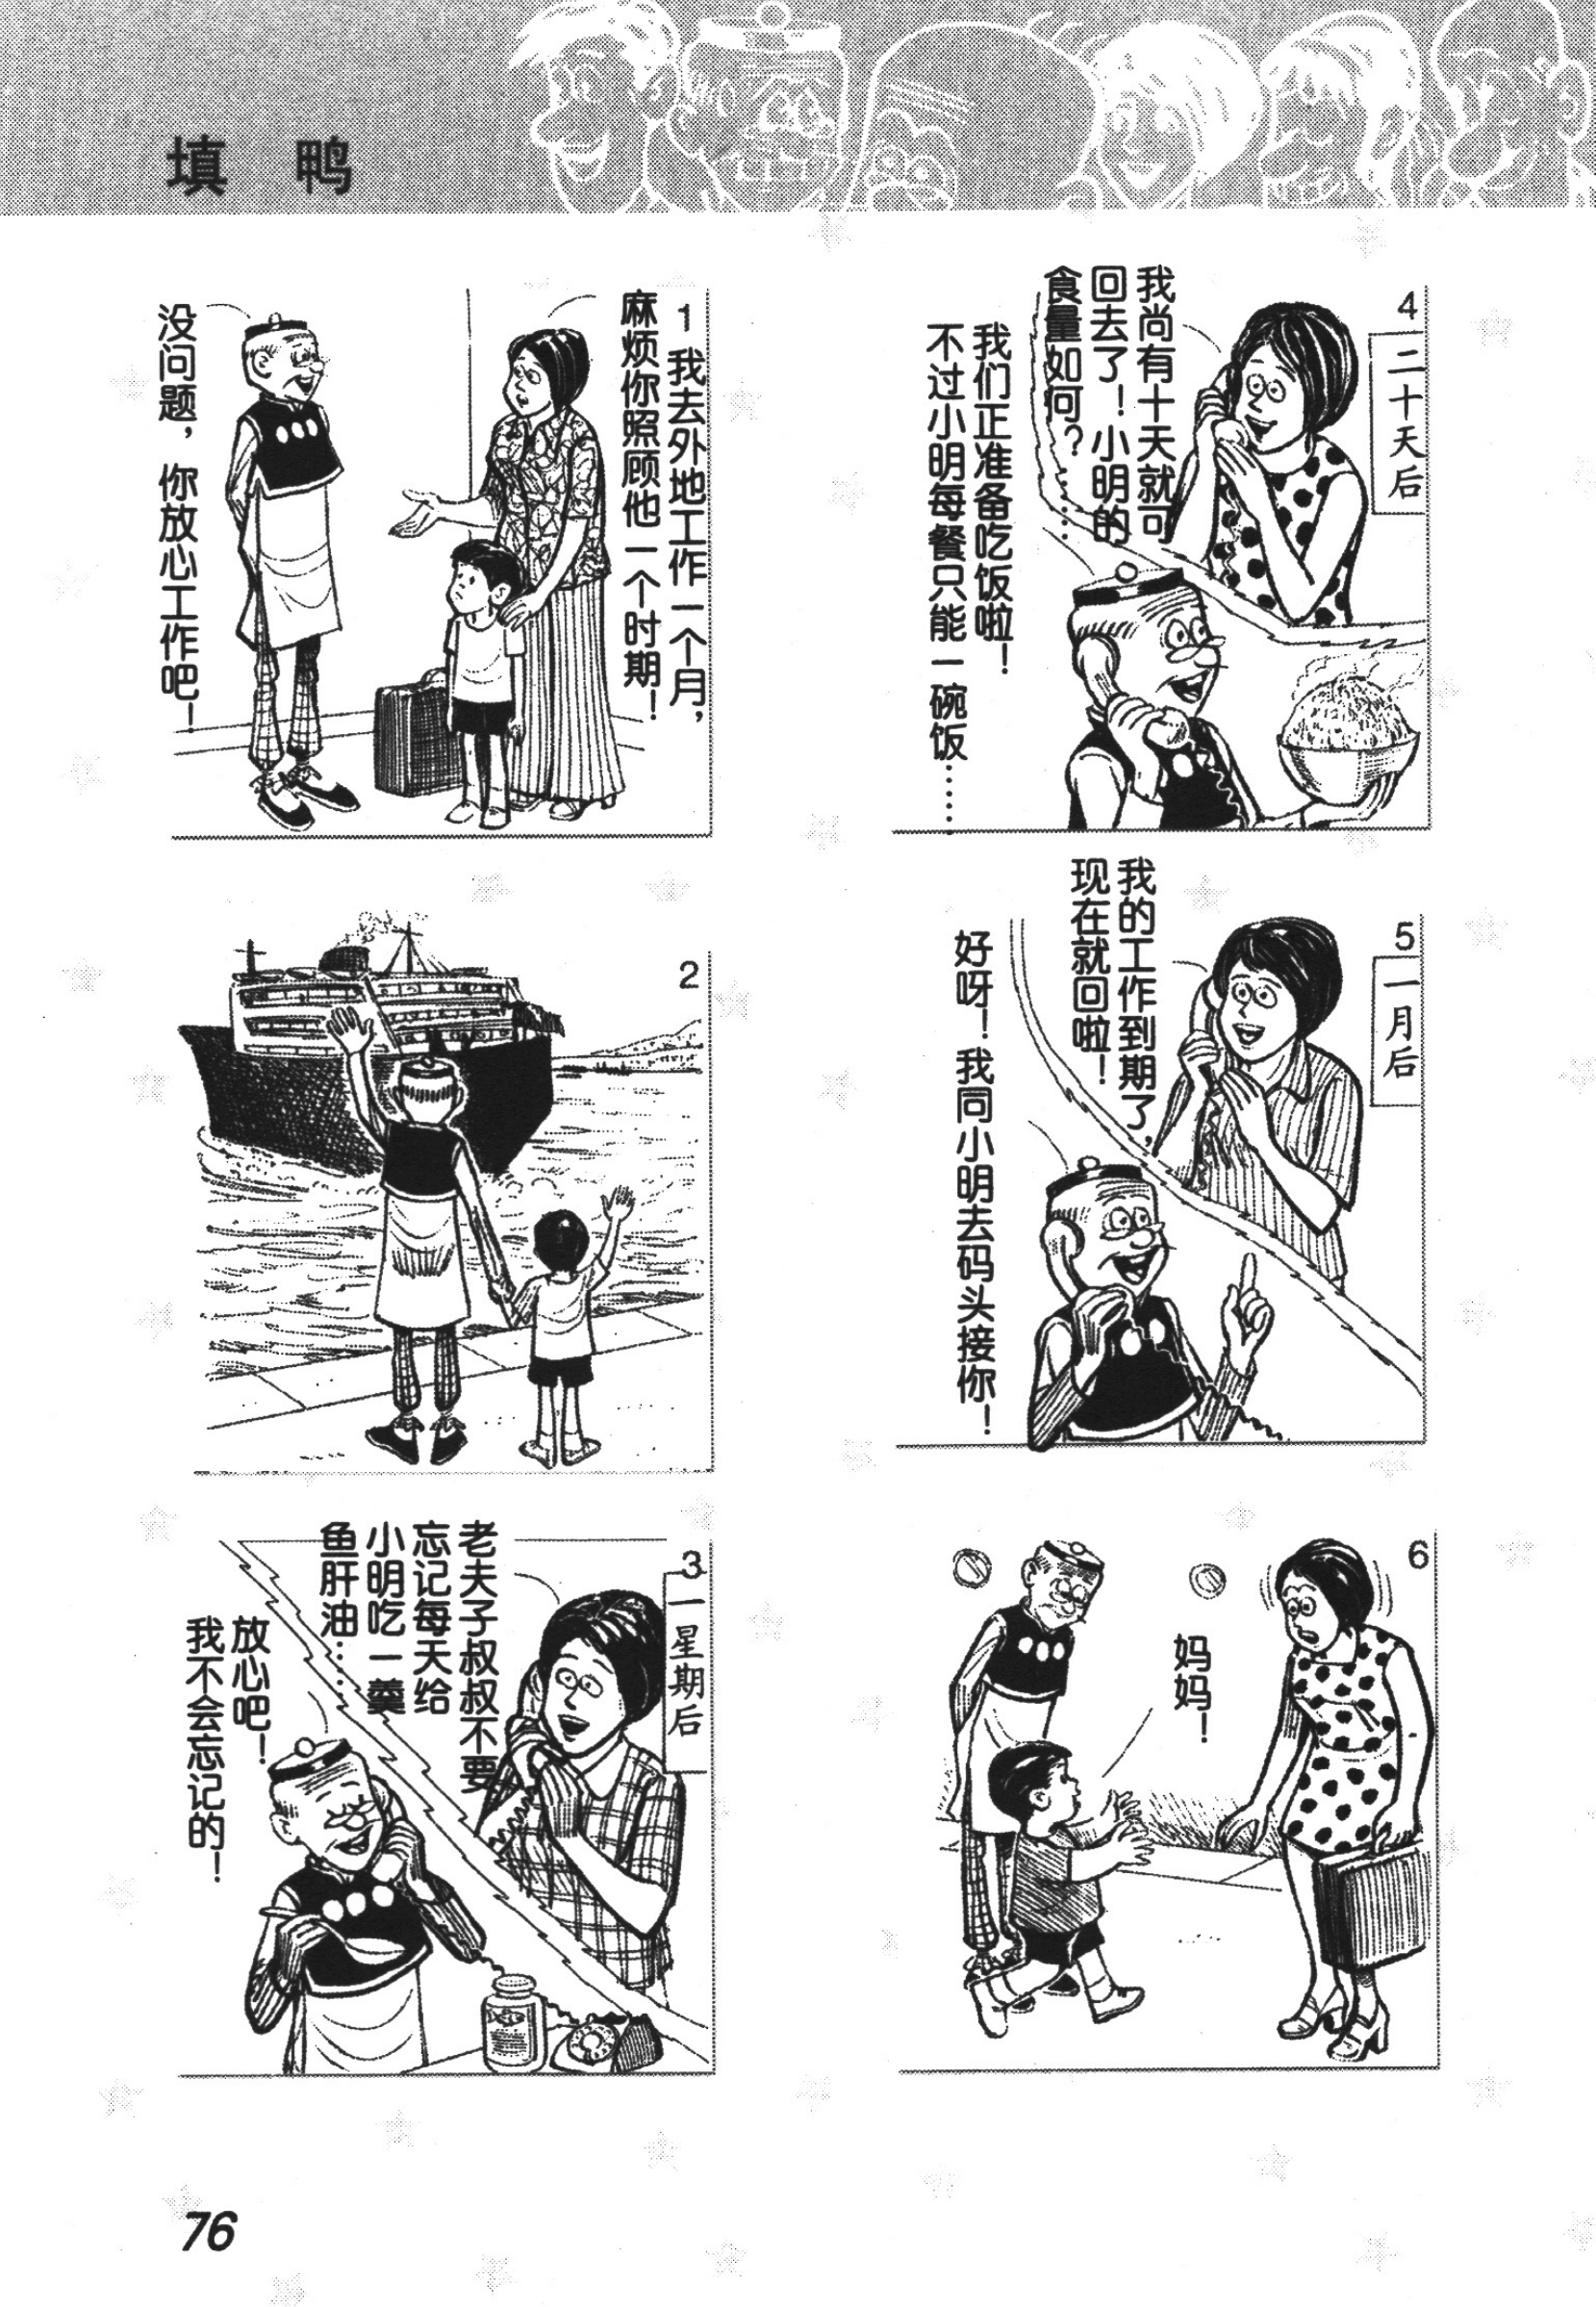 填鸭
1
我去外地工作一个月，
麻烦你照顾他一个时期！
没问题，你放心工作吧！
2
3
一星期后
老夫子叔叔不要
忘记每天给
小明吃一羹
鱼肝油……
放心吧！
我不会忘记的！
4
二十天后
我尚有十天就可
回去了！小明的
食量如何？……
我们正准备吃饭啦！
不过小明每餐只能一碗饭……
5
一月后
我的工作到期了，
现在就回啦！
好呀！我同小明去码头接你！
6
妈妈！
76